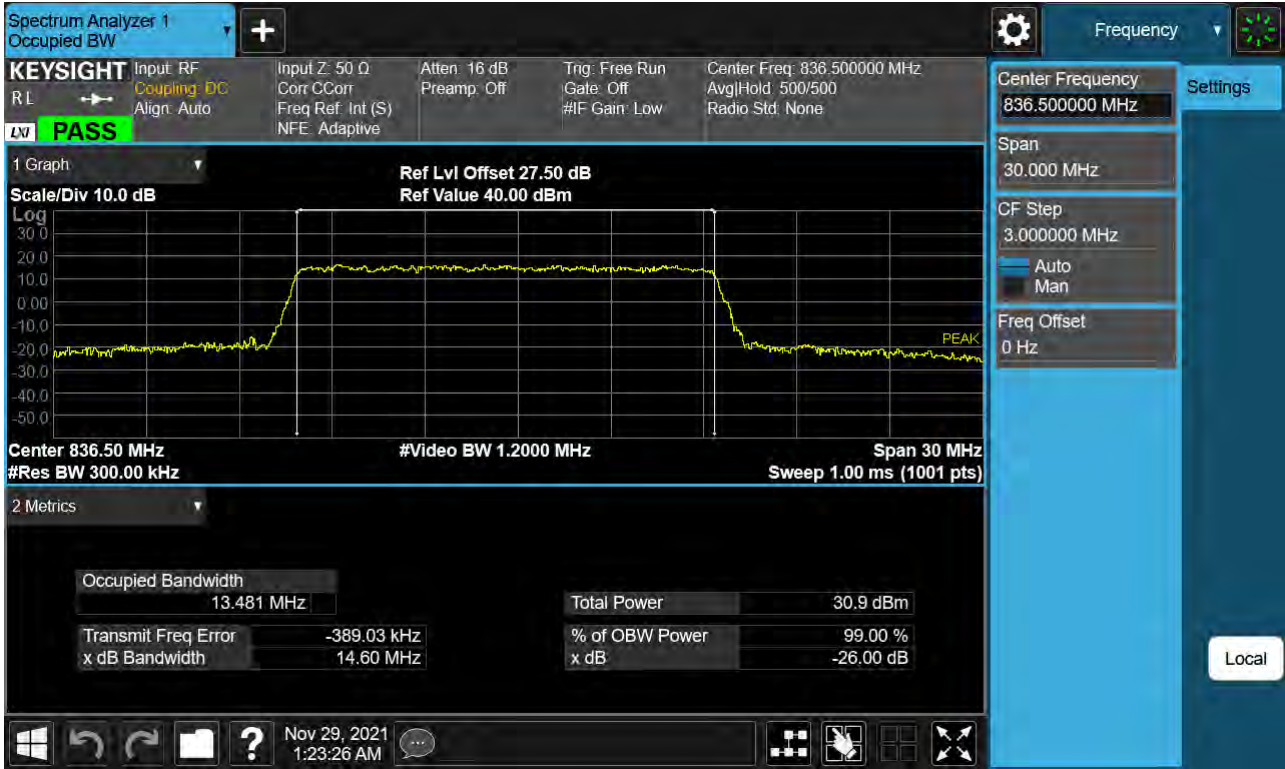 Spectrum Analyzer 1
Occupied BW
Frequency
KEYSIGHT
R L
LXI
PASS
Input: RF
Coupling: DC
Align: Auto
Input Z: 50 Ω
Corr CCorr
Freq Ref: Int (S)
NFE: Adaptive
Atten: 16 dB
Preamp: Off
Trig: Free Run
Gate: Off
#IF Gain: Low
Center Freq: 836.500000 MHz
Avg|Hold: 500/500
Radio Std: None
Center Frequency
836.500000 MHz
Settings
Span
30.000 MHz
CF Step
3.000000 MHz
Auto
Man
Freq Offset
0 Hz
1 Graph
Scale/Div 10.0 dB
Ref Lvl Offset 27.50 dB
Ref Value 40.00 dBm
Log
30.0
20.0
10.0
0.00
-10.0
-20.0
-30.0
-40.0
-50.0
PEAK
Center 836.50 MHz
#Video BW 1.2000 MHz
Span 30 MHz
#Res BW 300.00 kHz
Sweep 1.00 ms (1001 pts)
2 Metrics
Occupied Bandwidth
13.481 MHz
Total Power 30.9 dBm
Transmit Freq Error -389.03 kHz
% of OBW Power 99.00 %
x dB Bandwidth 14.60 MHz
x dB -26.00 dB
Local
?
Nov 29, 2021
1:23:26 AM